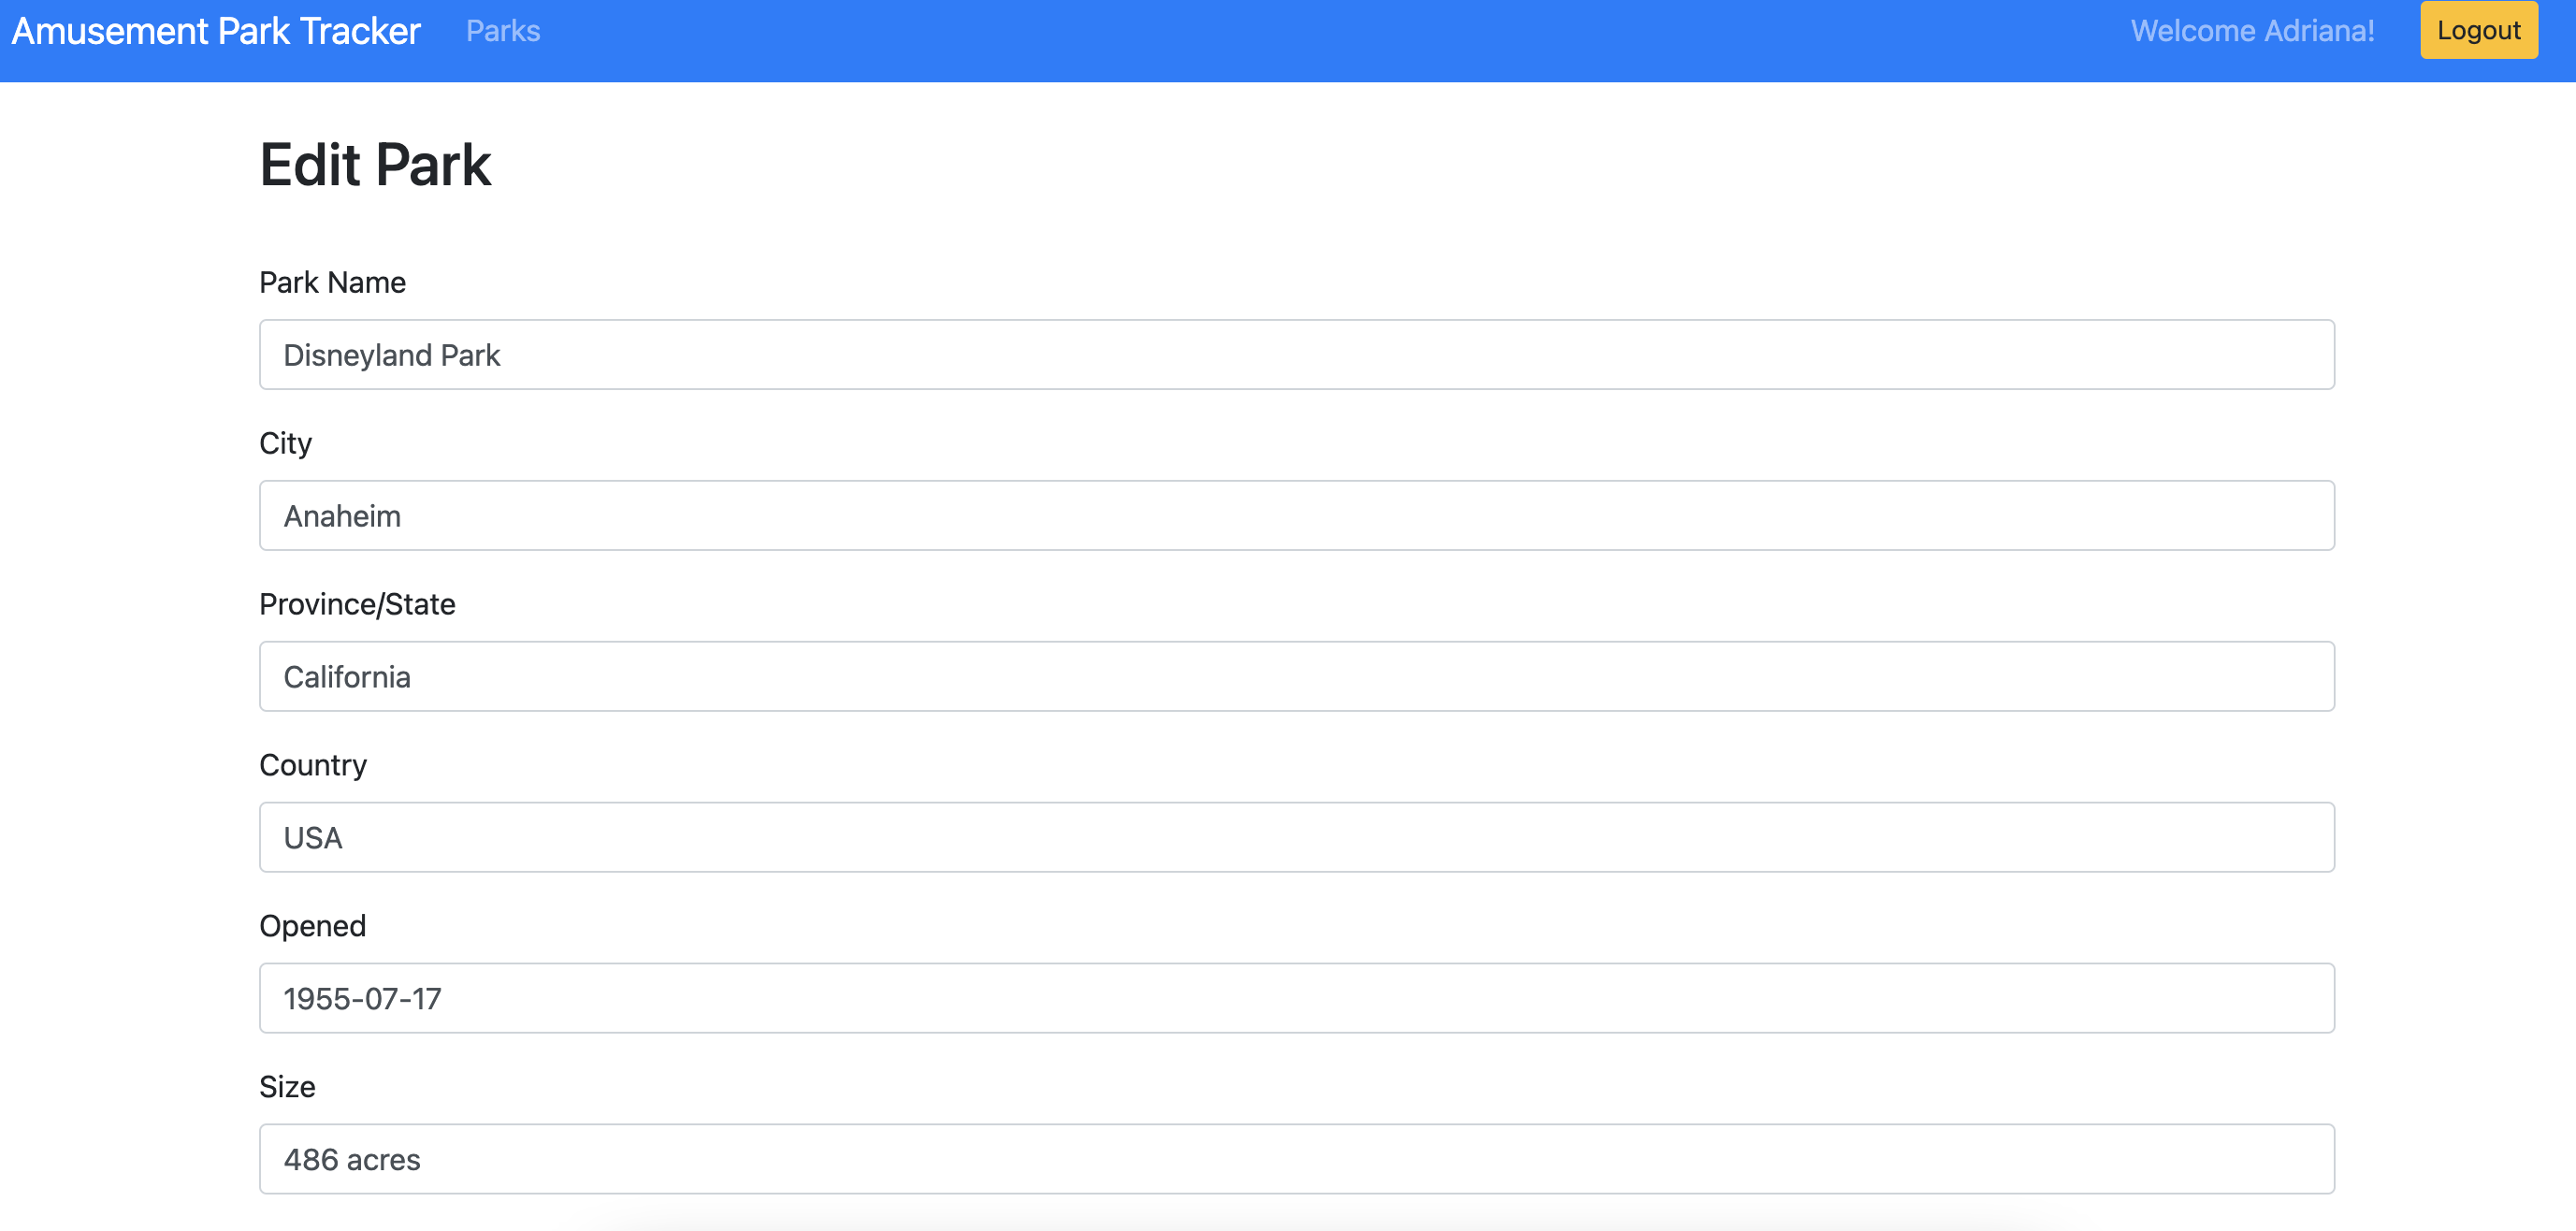 Amusement Park Tracker Parks Welcome Adriana! Logout
Edit Park
Park Name
Disneyland Park
City
Anaheim
Province/State
California
Country
USA
Opened
1955-07-17
Size
486 acres